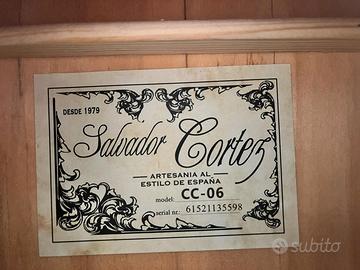 DESDE 1979
Salvador Cortez
ARTESANIA AL
ESTILO DE ESPAÑA
model: CC-06
serial nr.: 61521135598
subito